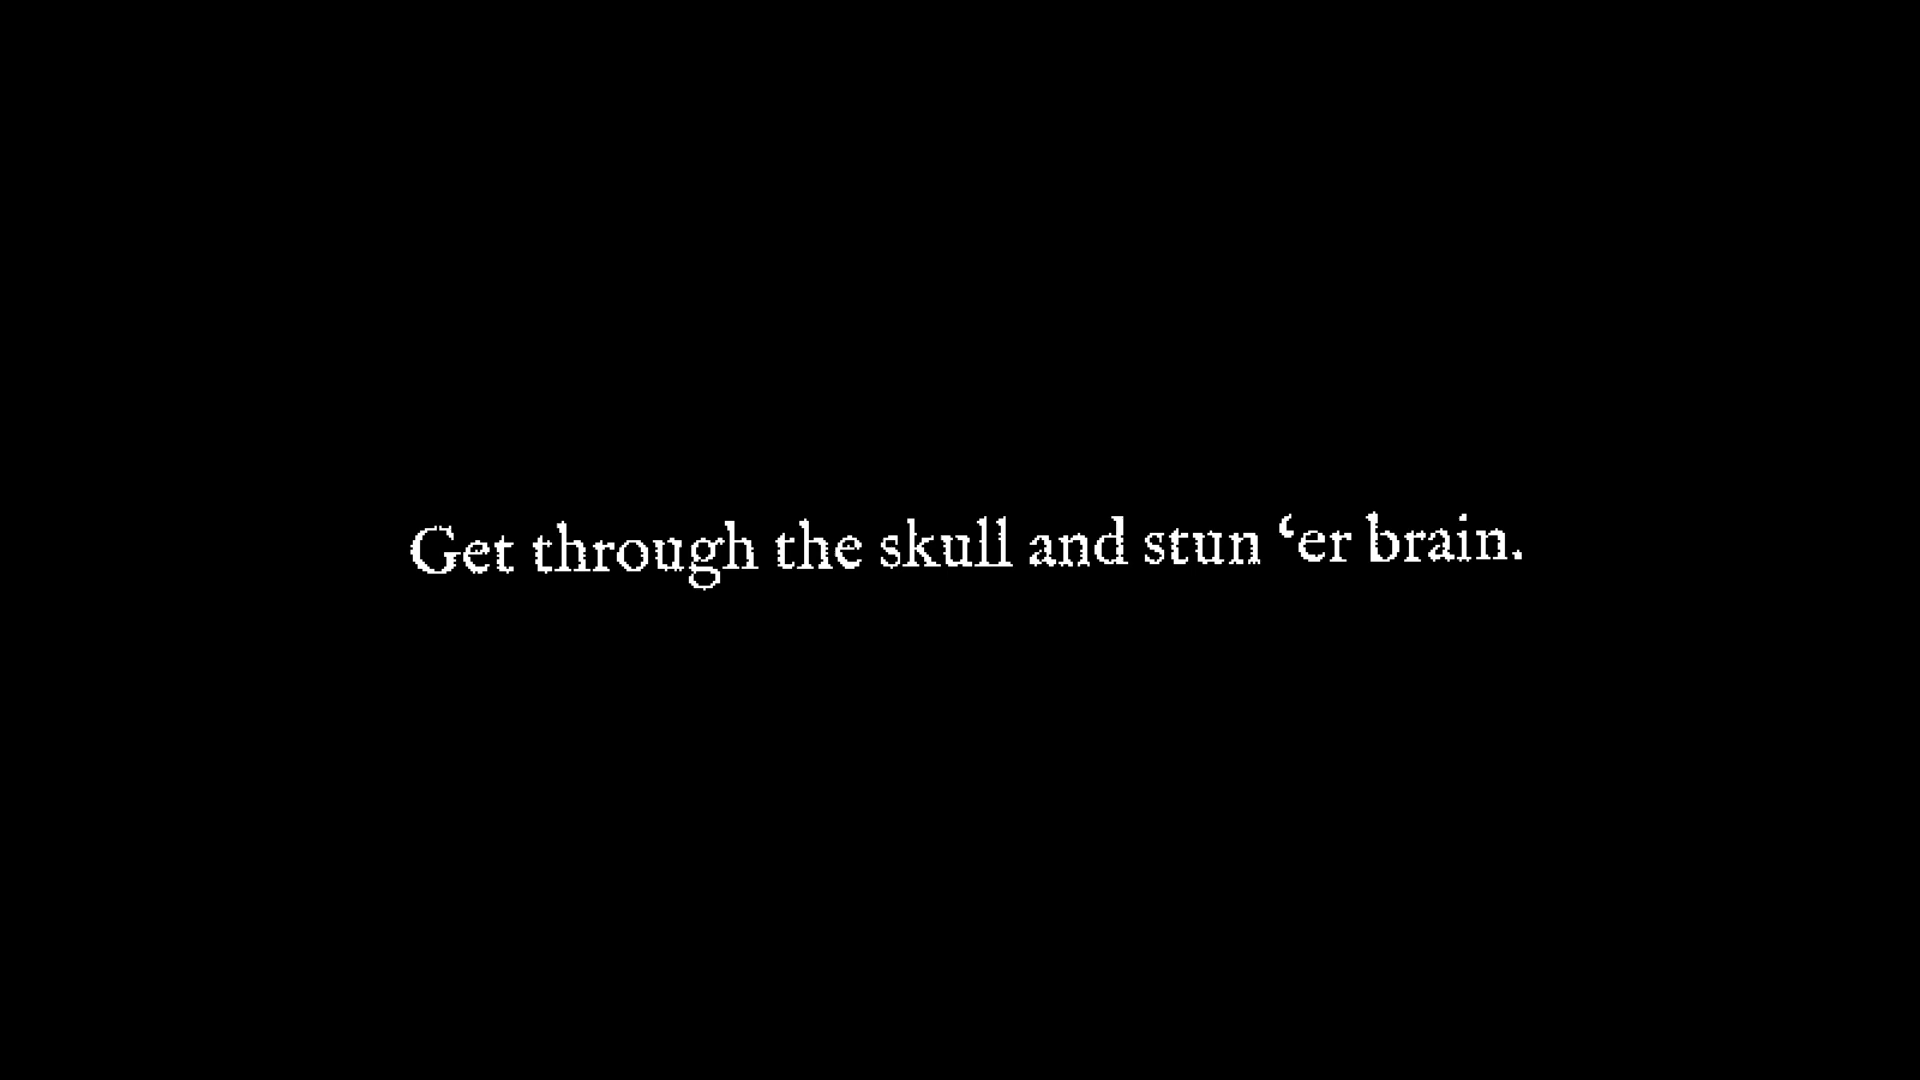 Get through the skull and stun ‘er brain.